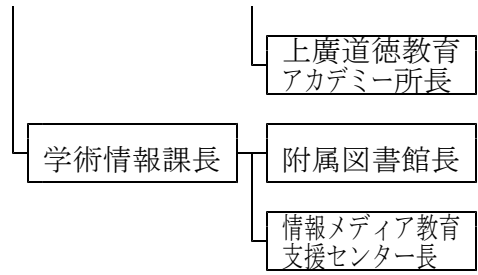 上廣道徳教育
アカデミー所長
学術情報課長
附属図書館長
情報メディア教育
支援センター長